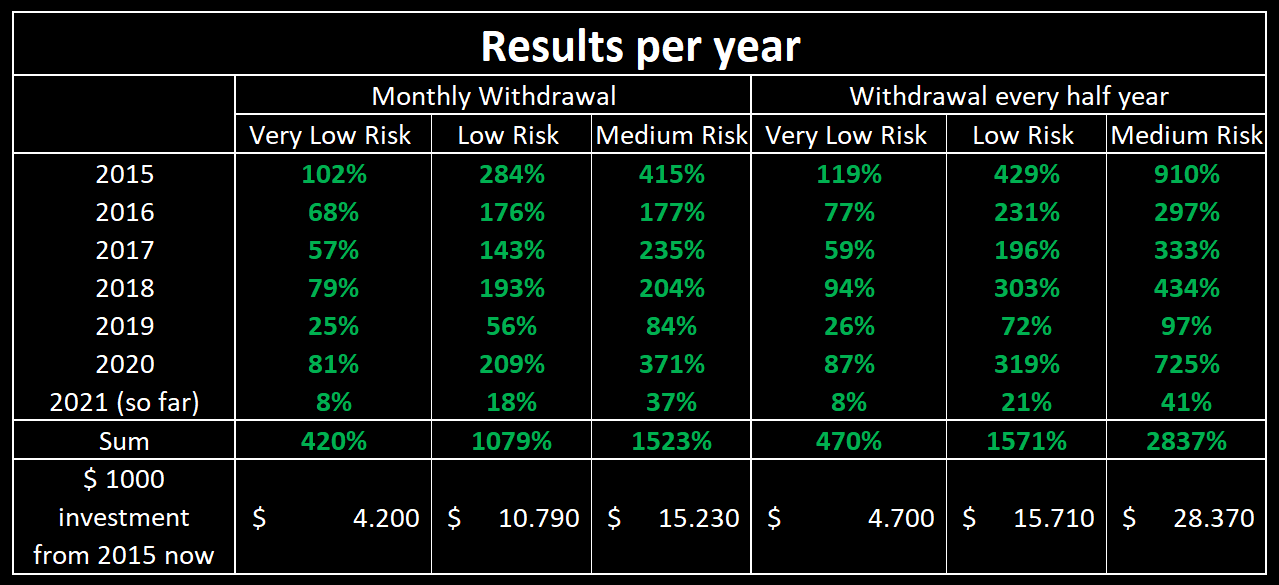 Results per year
Monthly Withdrawal Withdrawal every half year
Very Low Risk Low Risk Medium Risk Very Low Risk Low Risk Medium Risk
2015 102% 284% 415% 119% 429% 910%
2016 68% 176% 177% 77% 231% 297%
2017 57% 143% 235% 59% 196% 333%
2018 79% 193% 204% 94% 303% 434%
2019 25% 56% 84% 26% 72% 97%
2020 81% 209% 371% 87% 319% 725%
2021 (so far) 8% 18% 37% 8% 21% 41%
Sum 420% 1079% 1523% 470% 1571% 2837%
$ 1000
investment $ 4.200 $ 10.790 $ 15.230 $ 4.700 $ 15.710 $ 28.370
from 2015 now